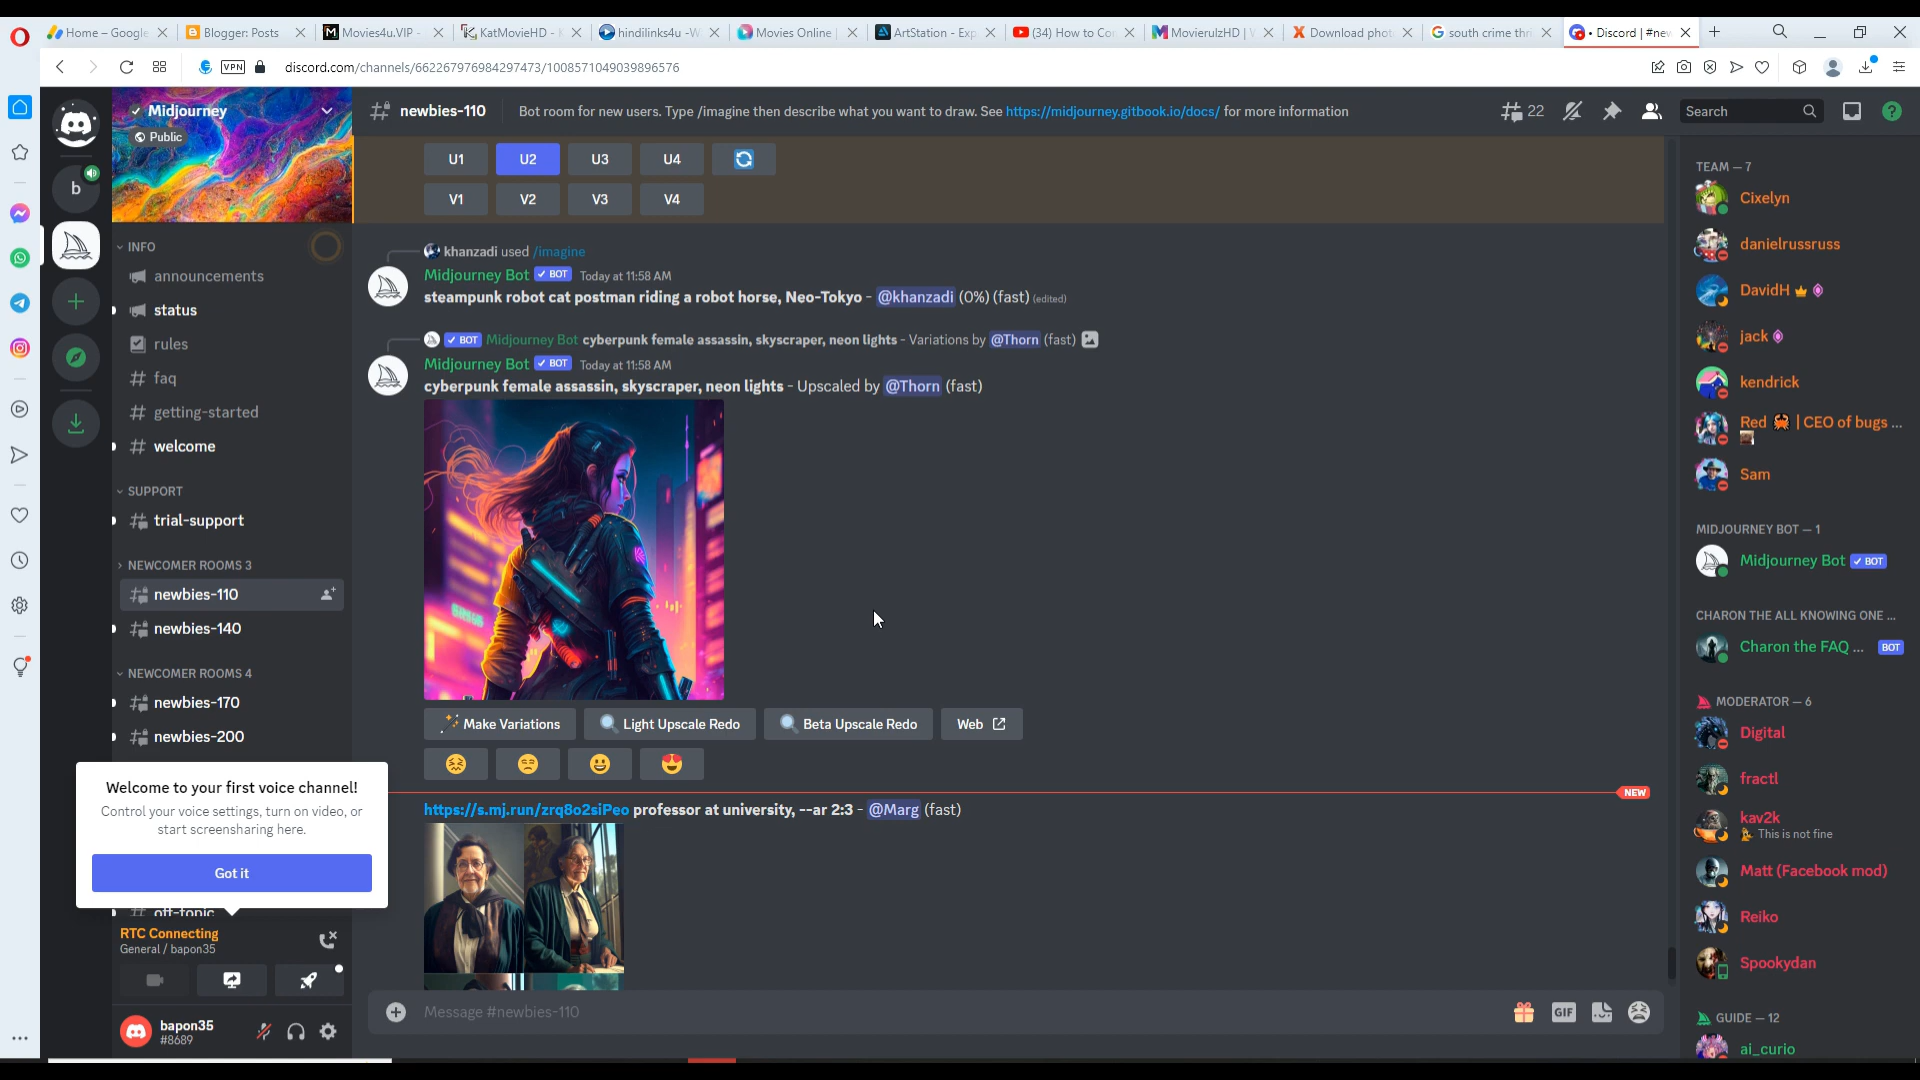 Home – Google
Blogger: Posts
Movies4u.VIP -
KatMovieHD -
hindilinks4u -W
Movies Online
ArtStation - Exp
(34) How to Co
MovierulzHD |
Download phot
south crime thri
• Discord | #new
VPN
discord.com/channels/662267976984297473/1008571049039896576
Midjourney
Public
newbies-110
Bot room for new users. Type /imagine then describe what you want to draw. See https://midjourney.gitbook.io/docs/ for more information
22
Search
b
INFO
announcements
status
rules
faq
getting-started
welcome
SUPPORT
trial-support
NEWCOMER ROOMS 3
newbies-110
newbies-140
NEWCOMER ROOMS 4
newbies-170
newbies-200
Welcome to your first voice channel!
Control your voice settings, turn on video, or
start screensharing here.
Got it
off-topic
RTC Connecting
General / bapon35
bapon35
#8689
U1
U2
U3
U4
V1
V2
V3
V4
khanzadi used /imagine
Midjourney Bot BOT Today at 11:58 AM
steampunk robot cat postman riding a robot horse, Neo-Tokyo - @khanzadi (0%) (fast) (edited)
BOT Midjourney Bot cyberpunk female assassin, skyscraper, neon lights - Variations by @Thorn (fast)
Midjourney Bot BOT Today at 11:58 AM
cyberpunk female assassin, skyscraper, neon lights - Upscaled by @Thorn (fast)
Make Variations
Light Upscale Redo
Beta Upscale Redo
Web
NEW
https://s.mj.run/zrq8o2siPeo professor at university, --ar 2:3 - @Marg (fast)
Message #newbies-110
GIF
TEAM — 7
Cixelyn
danielrussruss
DavidH
jack
kendrick
Red | CEO of bugs ...
Sam
MIDJOURNEY BOT — 1
Midjourney Bot BOT
CHARON THE ALL KNOWING ONE ...
Charon the FAQ ... BOT
MODERATOR — 6
Digital
fractl
kav2k
This is not fine
Matt (Facebook mod)
Reiko
Spookydan
GUIDE — 12
ai_curio